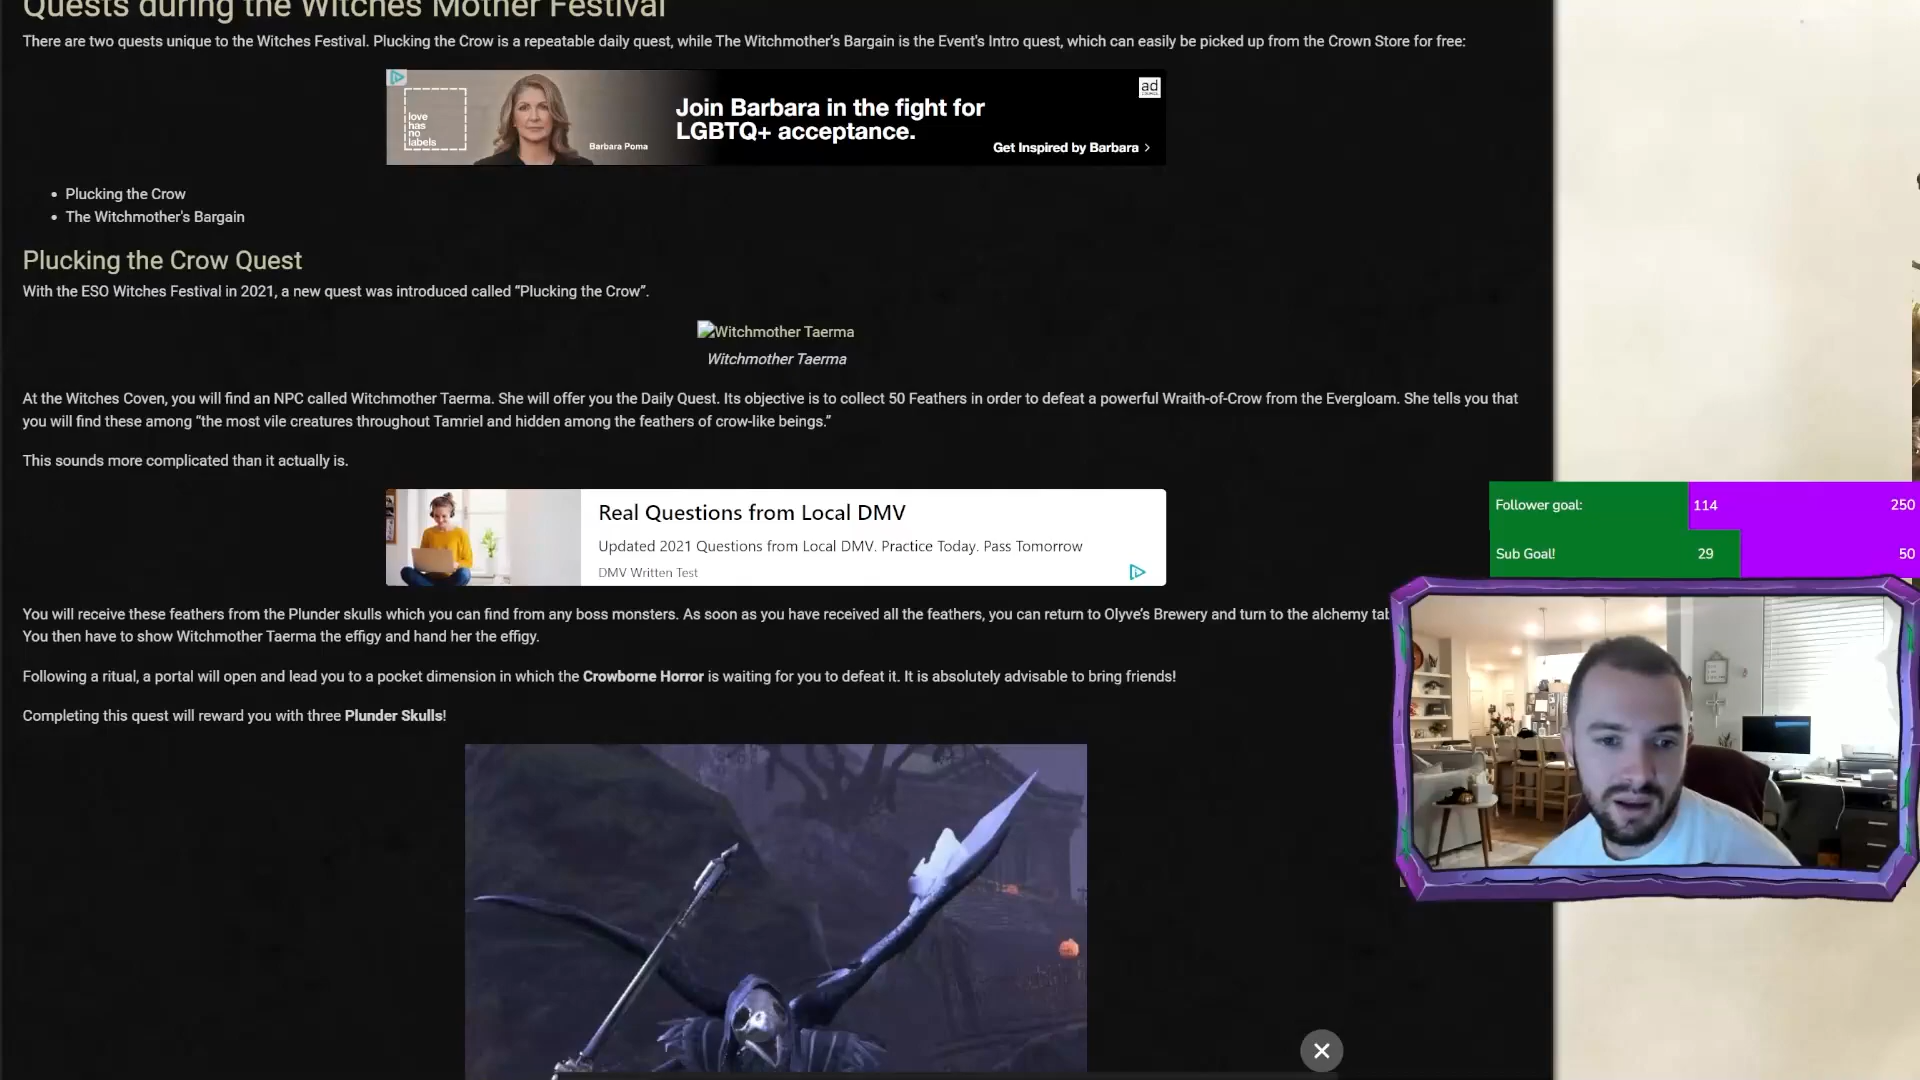 Quests during the Witches Mother Festival
There are two quests unique to the Witches Festival. Plucking the Crow is a repeatable daily quest, while The Witchmother's Bargain is the Event's Intro quest, which can easily be picked up from the Crown Store for free:
love
has
no
labels
Barbara Poma
Join Barbara in the fight for
LGBTQ+ acceptance.
Get Inspired by Barbara >
ad
COUNCIL
• Plucking the Crow
• The Witchmother's Bargain
Plucking the Crow Quest
With the ESO Witches Festival in 2021, a new quest was introduced called “Plucking the Crow”.
Witchmother Taerma
Witchmother Taerma
At the Witches Coven, you will find an NPC called Witchmother Taerma. She will offer you the Daily Quest. Its objective is to collect 50 Feathers in order to defeat a powerful Wraith-of-Crow from the Evergloam. She tells you that
you will find these among “the most vile creatures throughout Tamriel and hidden among the feathers of crow-like beings.”
This sounds more complicated than it actually is.
Real Questions from Local DMV
Updated 2021 Questions from Local DMV. Practice Today. Pass Tomorrow
DMV Written Test
Follower goal: 114 250
Sub Goal! 29 50
You will receive these feathers from the Plunder skulls which you can find from any boss monsters. As soon as you have received all the feathers, you can return to Olyve’s Brewery and turn to the alchemy tab
You then have to show Witchmother Taerma the effigy and hand her the effigy.
Following a ritual, a portal will open and lead you to a pocket dimension in which the Crowborne Horror is waiting for you to defeat it. It is absolutely advisable to bring friends!
Completing this quest will reward you with three Plunder Skulls!